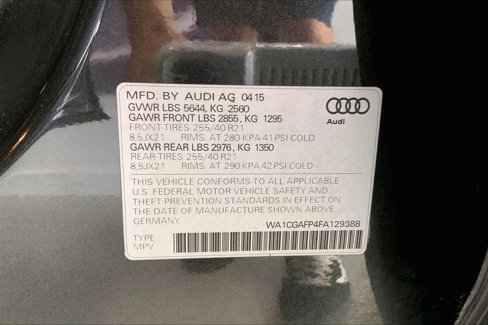 MFD. BY AUDI AG 04 15
GVWR LBS 5644, KG 2560
GAWR FRONT LBS 2855, KG 1295
FRONT-TIRES 255/40 R21
8.5JX21 RIMS, AT 280 KPA 41 PSI COLD
GAWR REAR LBS 2976, KG 1350
REAR-TIRES 255/40 R21
8.5JX21 RIMS, AT 290 KPA 42 PSI COLD
Audi
THIS VEHICLE CONFORMS TO ALL APPLICABLE
U.S. FEDERAL MOTOR VEHICLE SAFETY AND
THEFT PREVENTION STANDARDS IN EFFECT ON
THE DATE OF MANUFACTURE SHOWN ABOVE.
GERMANY
WA1CGAFP4FA129388
TYPE
MPV